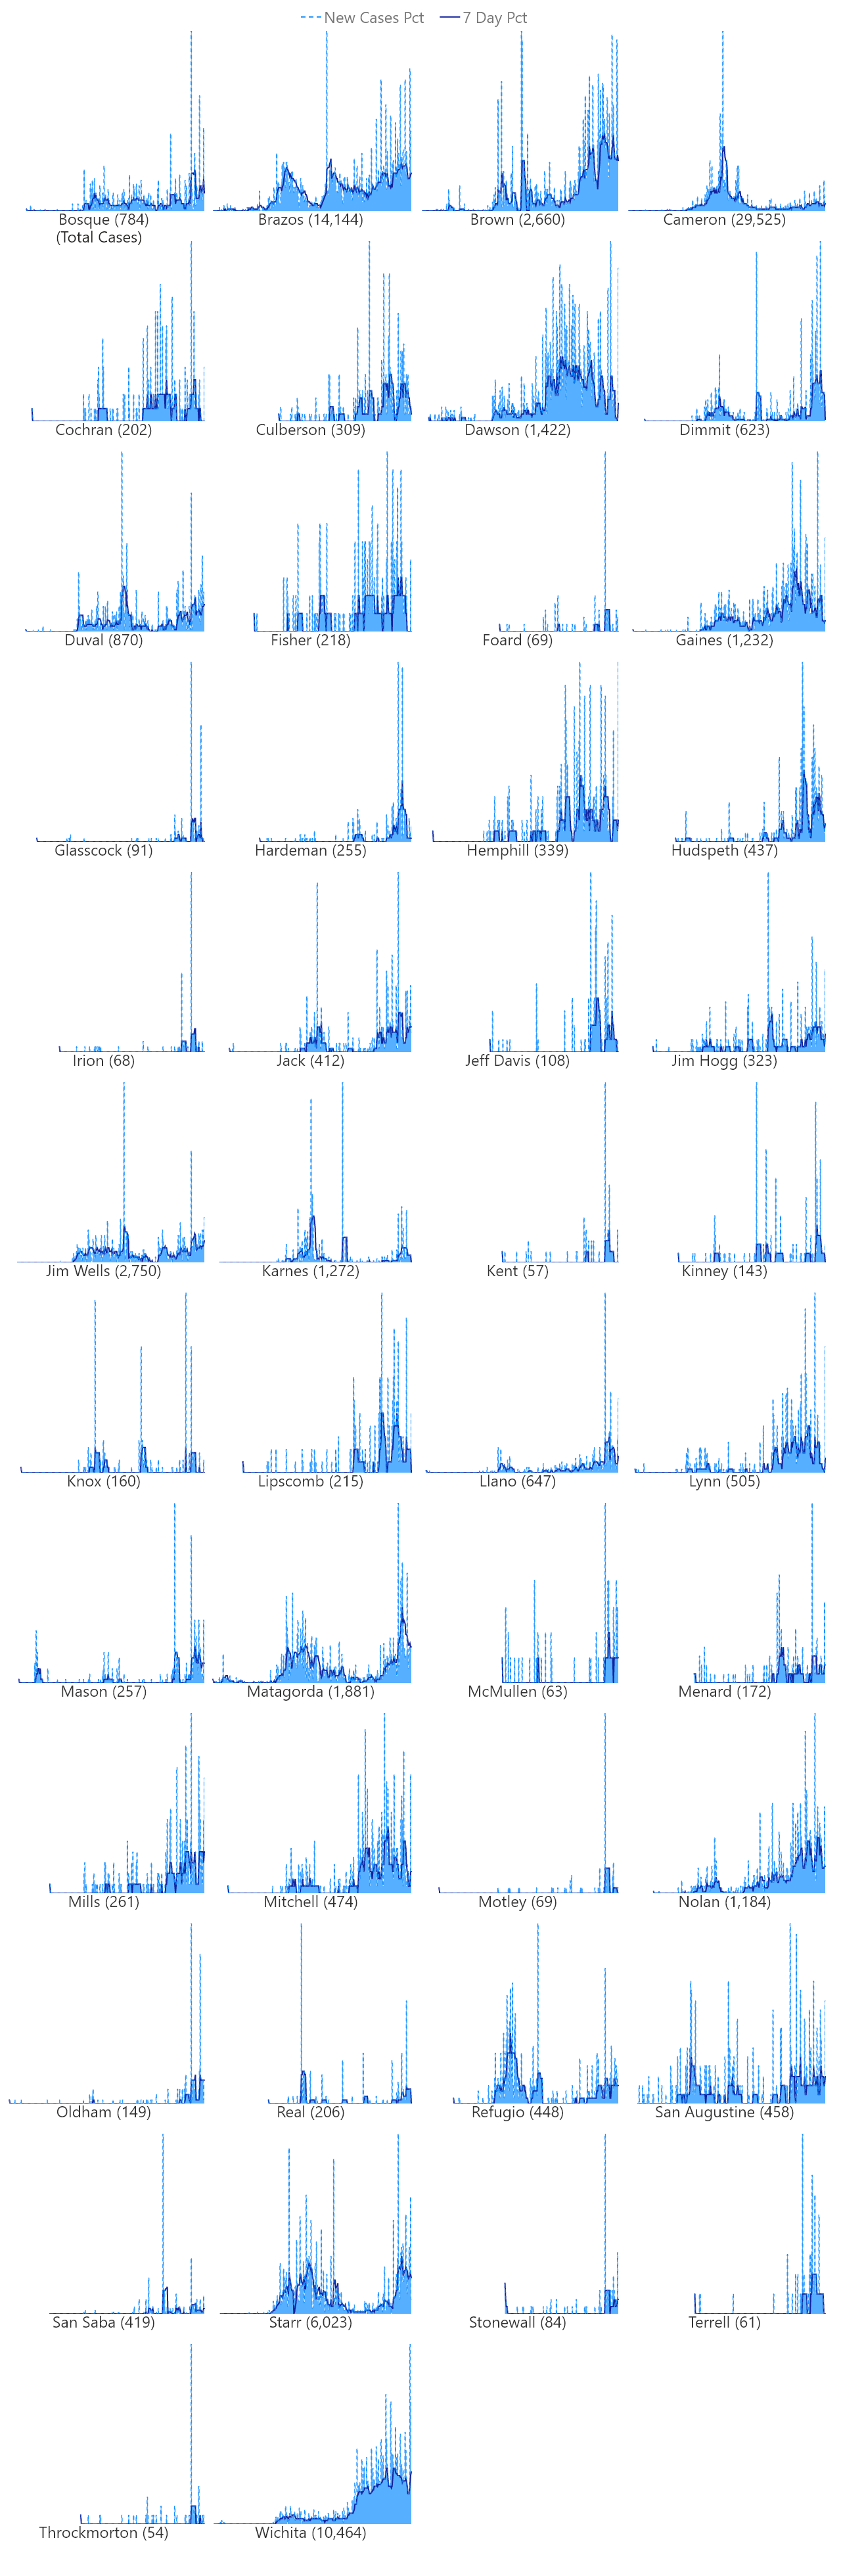 New Cases Pct 7 Day Pct
Bosque (784) Brazos (14,144) Brown (2,660) Cameron (29,525)
(Total Cases)
Cochran (202) Culberson (309) Dawson (1,422) Dimmit (623)
Duval (870) Fisher (218) Foard (69) Gaines (1,232)
Glasscock (91) Hardeman (255) Hemphill (339) Hudspeth (437)
Irion (68) Jack (412) Jeff Davis (108) Jim Hogg (323)
Jim Wells (2,750) Karnes (1,272) Kent (57) Kinney (143)
Knox (160) Lipscomb (215) Llano (647) Lynn (505)
Mason (257) Matagorda (1,881) McMullen (63) Menard (172)
Mills (261) Mitchell (474) Motley (69) Nolan (1,184)
Oldham (149) Real (206) Refugio (448) San Augustine (458)
San Saba (419) Starr (6,023) Stonewall (84) Terrell (61)
Throckmorton (54) Wichita (10,464)